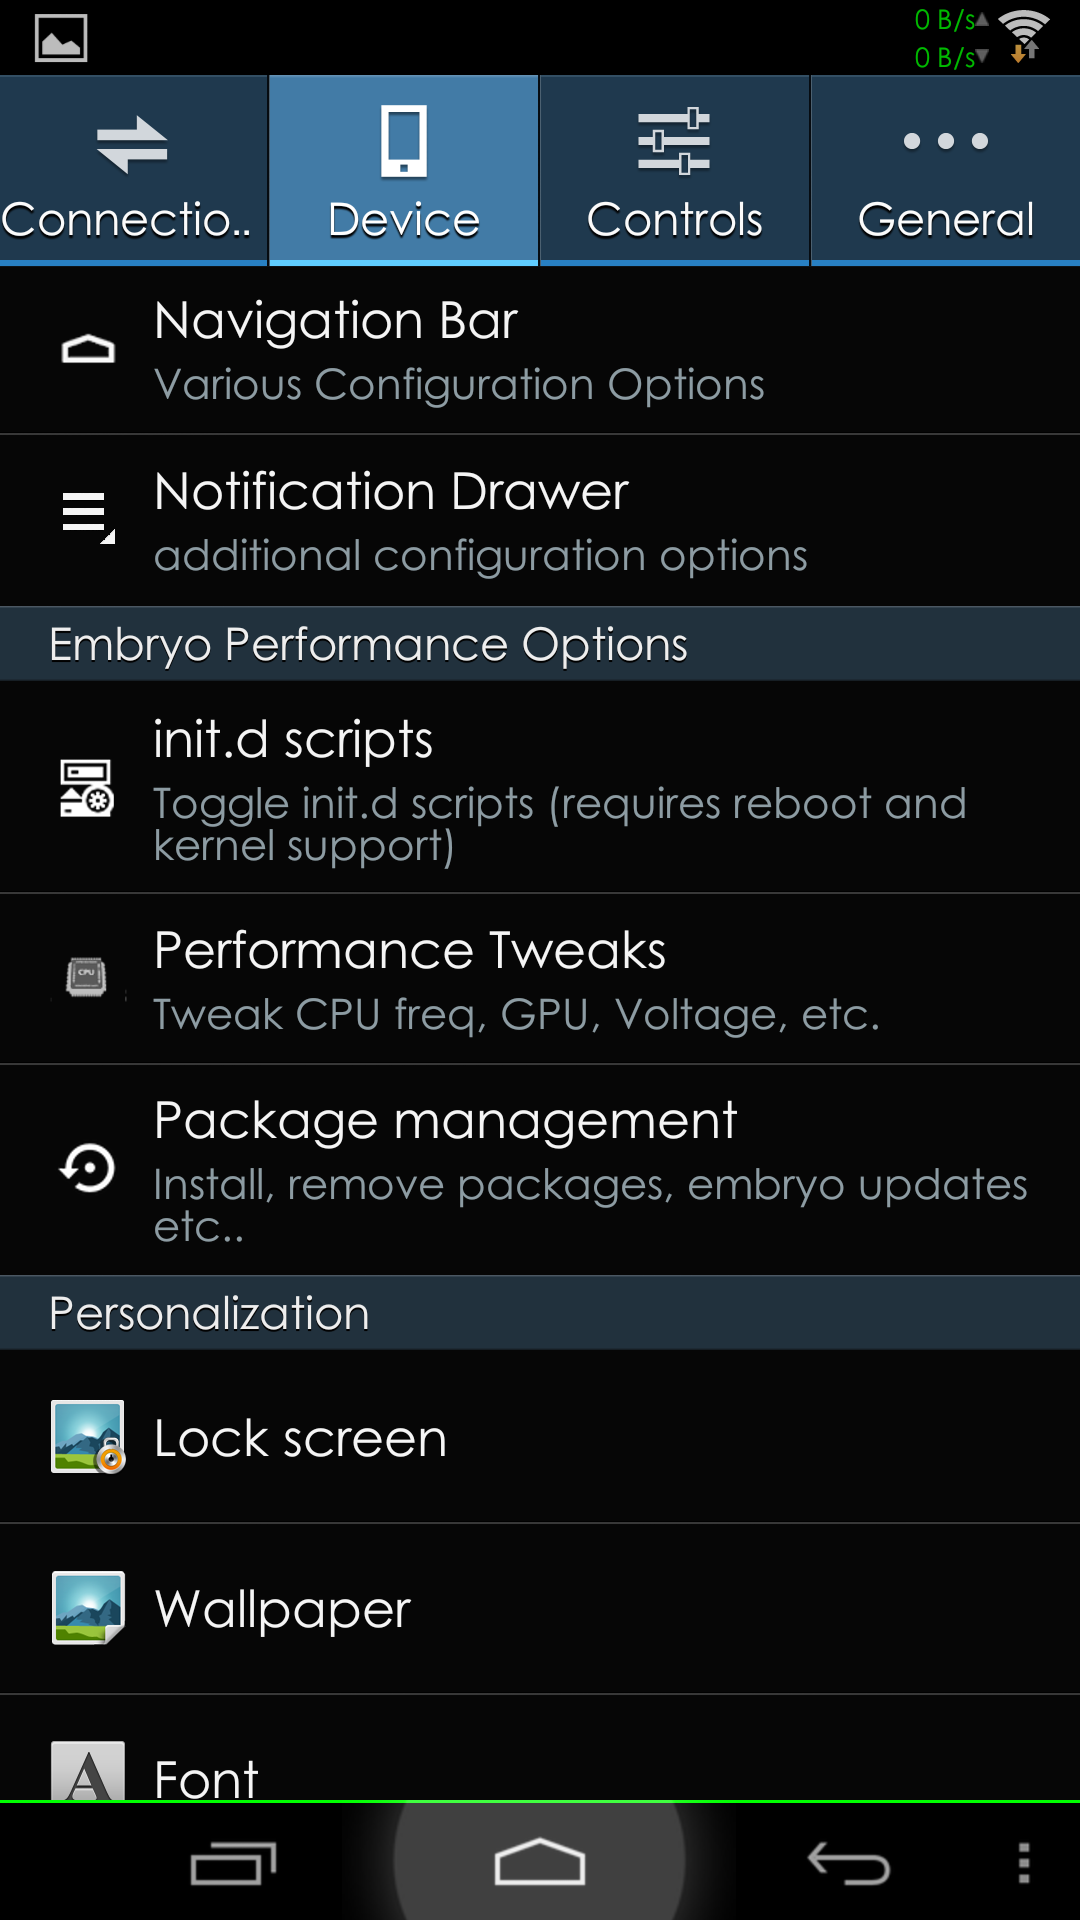 0 B/s
0 B/s
Connectio..
Device
Controls
General
Navigation Bar
Various Configuration Options
Notification Drawer
additional configuration options
Embryo Performance Options
init.d scripts
Toggle init.d scripts (requires reboot and
kernel support)
CPU
Performance Tweaks
Tweak CPU freq, GPU, Voltage, etc.
Package management
Install, remove packages, embryo updates
etc..
Personalization
Lock screen
Wallpaper
A
Font